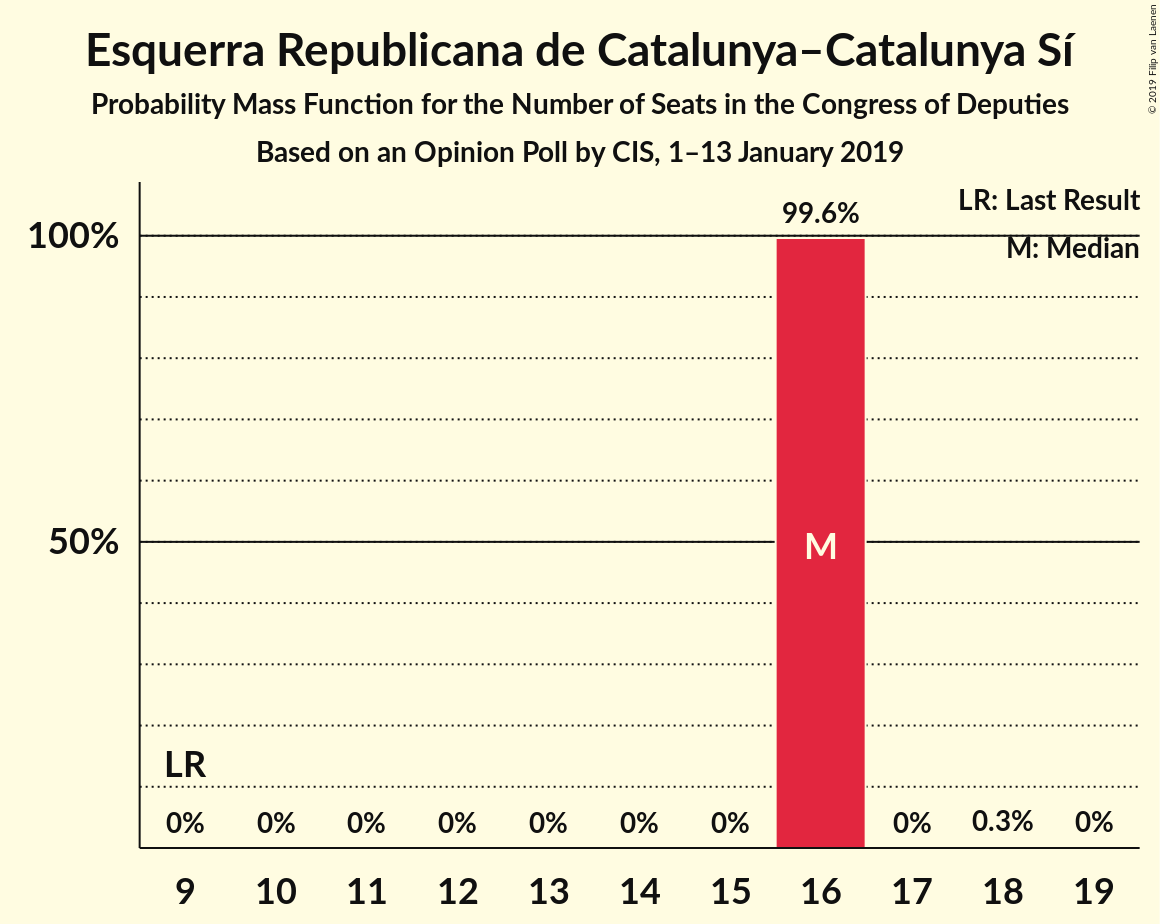 Esquerra Republicana de Catalunya–Catalunya Sí
Probability Mass Function for the Number of Seats in the Congress of Deputies
Based on an Opinion Poll by CIS, 1–13 January 2019
© 2019 Filip van Laenen
LR: Last Result
M: Median
99.6%
100%
50%
M
LR
0% 0% 0% 0% 0% 0% 0% 0% 0.3% 0%
9 10 11 12 13 14 15 16 17 18 19